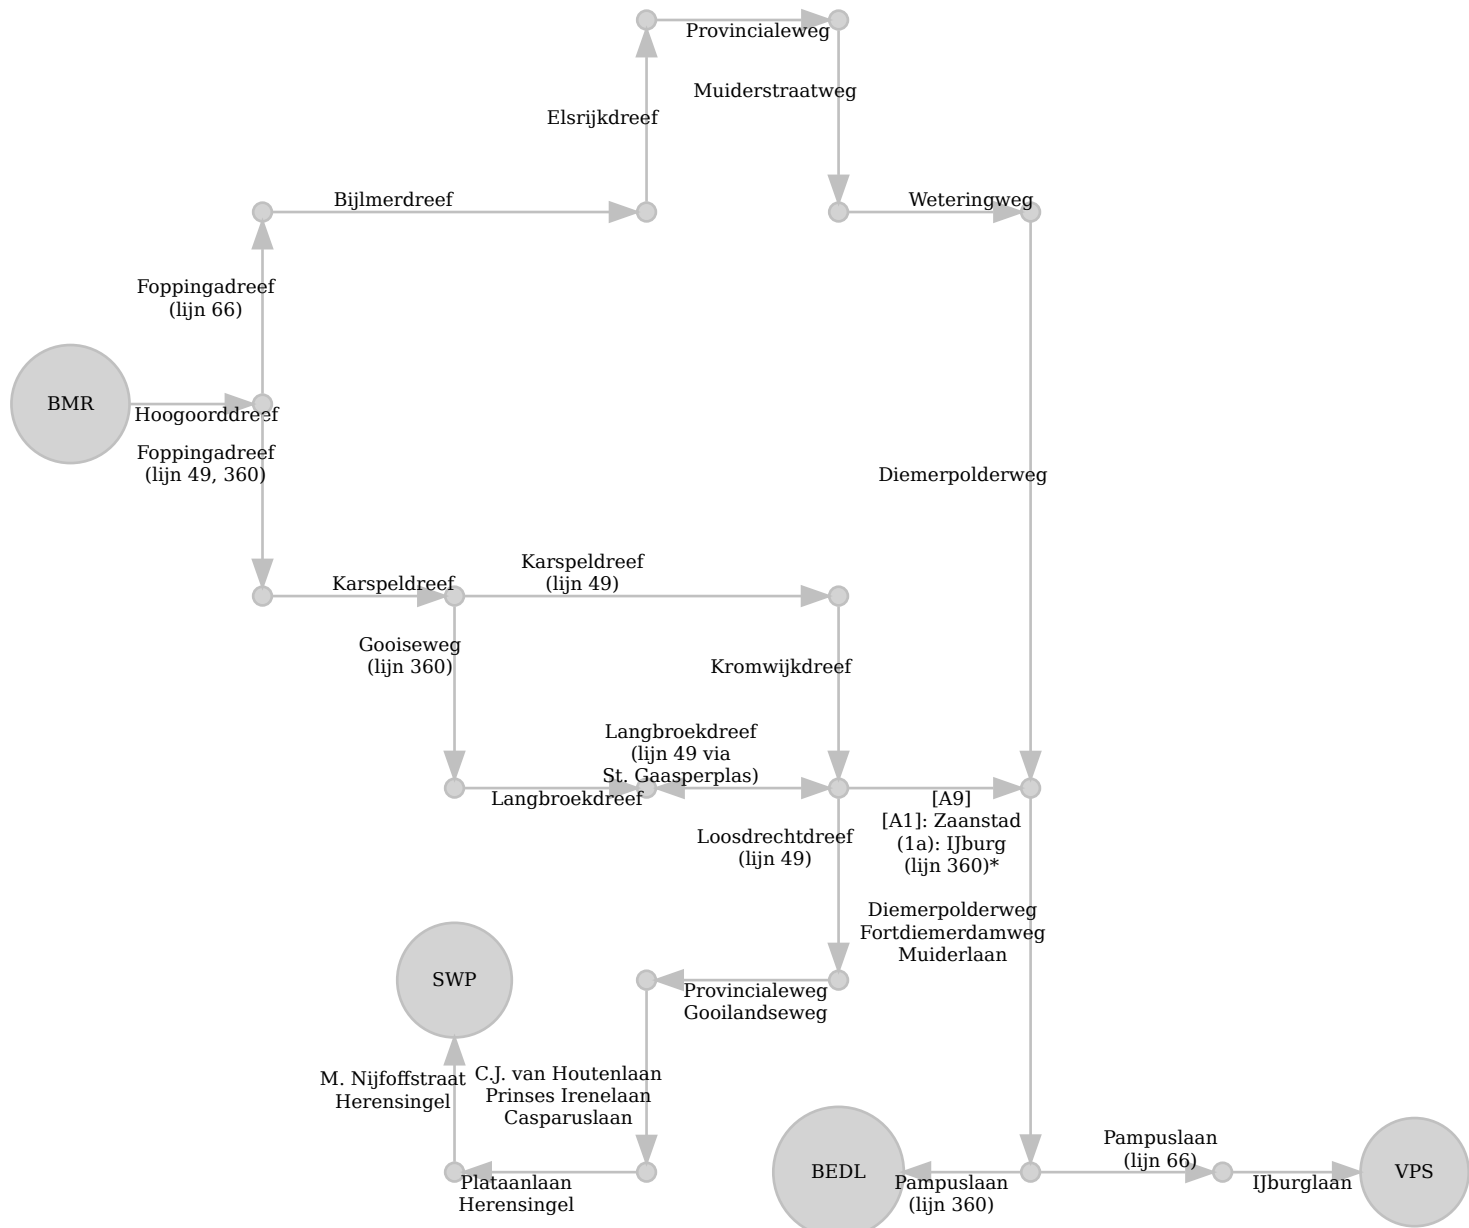 Provincialeweg
Muiderstraatweg
Elsrijkdreef
Bijlmerdreef
Weteringweg
Foppingadreef
(lijn 66)
BMR
Hoogoorddreef
Foppingadreef
(lijn 49, 360)
Diemerpolderweg
Karspeldreef
Karspeldreef
(lijn 49)
Gooiseweg
(lijn 360)
Kromwijkdreef
Langbroekdreef
(lijn 49 via
St. Gaasperplas)
Langbroekdreef
[A9]
[A1]: Zaanstad
(1a): IJburg
(lijn 360)*
Loosdrechtdreef
(lijn 49)
Diemerpolderweg
Fortdiemerdamweg
Muiderlaan
SWP
Provincialeweg
Gooilandseweg
M. Nijfoffstraat
Herensingel
C.J. van Houtenlaan
Prinses Irenelaan
Casparuslaan
Plataanlaan
Herensingel
BEDL
Pampuslaan
(lijn 360)
Pampuslaan
(lijn 66)
IJburglaan
VPS